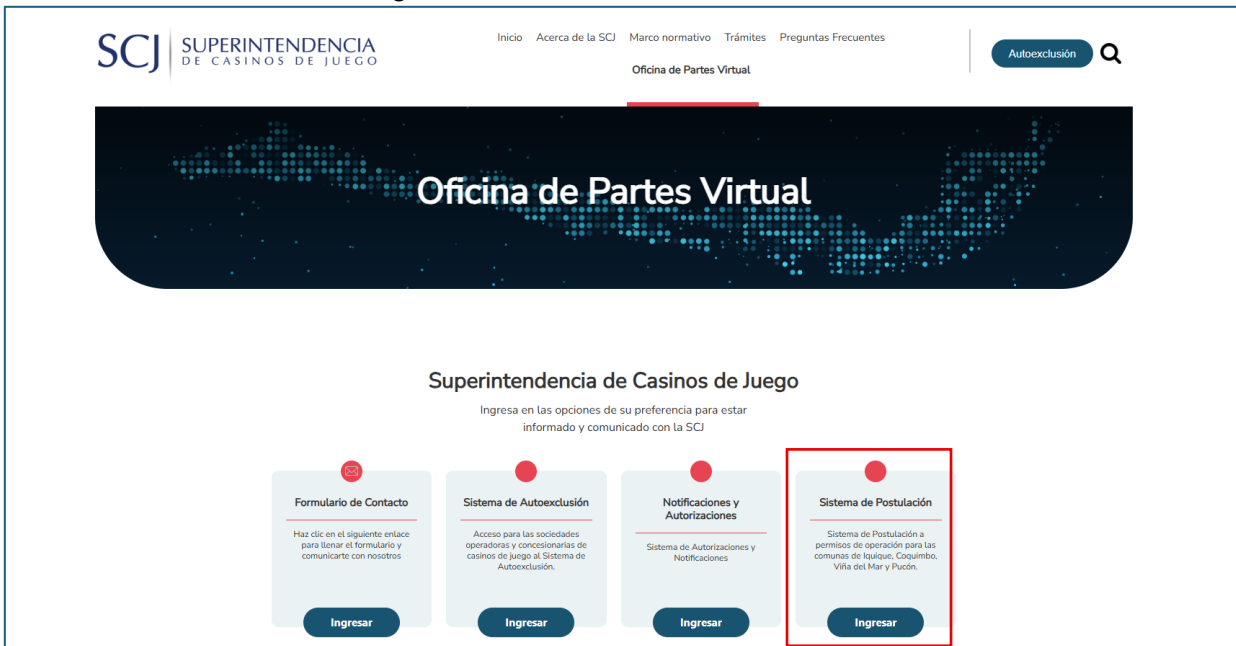 SCJ SUPERINTENDENCIA
DE CASINOS DE JUEGO
Inicio Acerca de la SCJ Marco normativo Trámites Preguntas Frecuentes
Oficina de Partes Virtual
Autoexclusión
Oficina de Partes Virtual
Superintendencia de Casinos de Juego
Ingresa en las opciones de su preferencia para estar
informado y comunicado con la SCJ
Formulario de Contacto
Haz clic en el siguiente enlace
para llenar el formulario y
comunicarte con nosotros
Ingresar
Sistema de Autoexclusión
Acceso para las sociedades
operadoras y concesionarias de
casinos de juego al Sistema de
Autoexclusión.
Ingresar
Notificaciones y
Autorizaciones
Sistema de Autorizaciones y
Notificaciones
Ingresar
Sistema de Postulación
Sistema de Postulación a
permisos de operación para las
comunas de Iquique, Coquimbo,
Viña del Mar y Pucón.
Ingresar